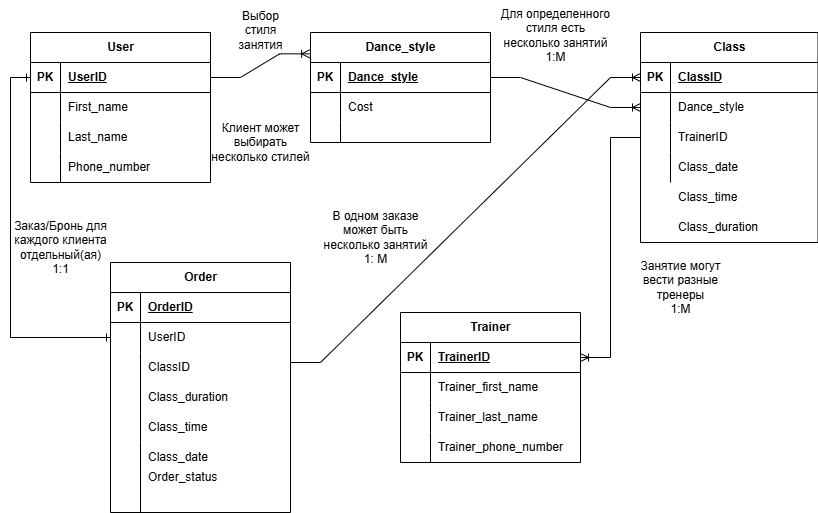 Выбор
стиля
занятия
Для определенного
стиля есть
несколько занятий
1:M
User
PK UserID
First_name
Last_name
Phone_number
Dance_style
PK Dance_style
Cost
Class
PK ClassID
Dance_style
TrainerID
Class_date
Class_time
Class_duration
Клиент может
выбирать
несколько стилей
Заказ/Бронь для
каждого клиента
отдельный(ая)
1:1
В одном заказе
может быть
несколько занятий
1: M
Занятие могут
вести разные
тренеры
1:M
Order
PK OrderID
UserID
ClassID
Class_duration
Class_time
Class_date
Order_status
Trainer
PK TrainerID
Trainer_first_name
Trainer_last_name
Trainer_phone_number